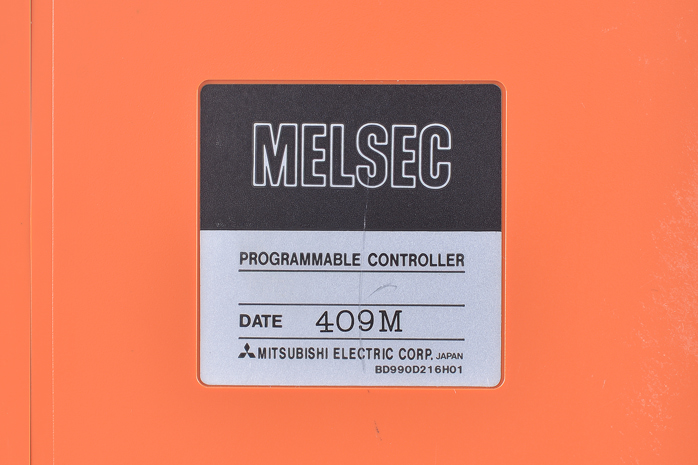 MELSEC
PROGRAMMABLE CONTROLLER
DATE 409M
MITSUBISHI ELECTRIC CORP. JAPAN
BD990D216H01